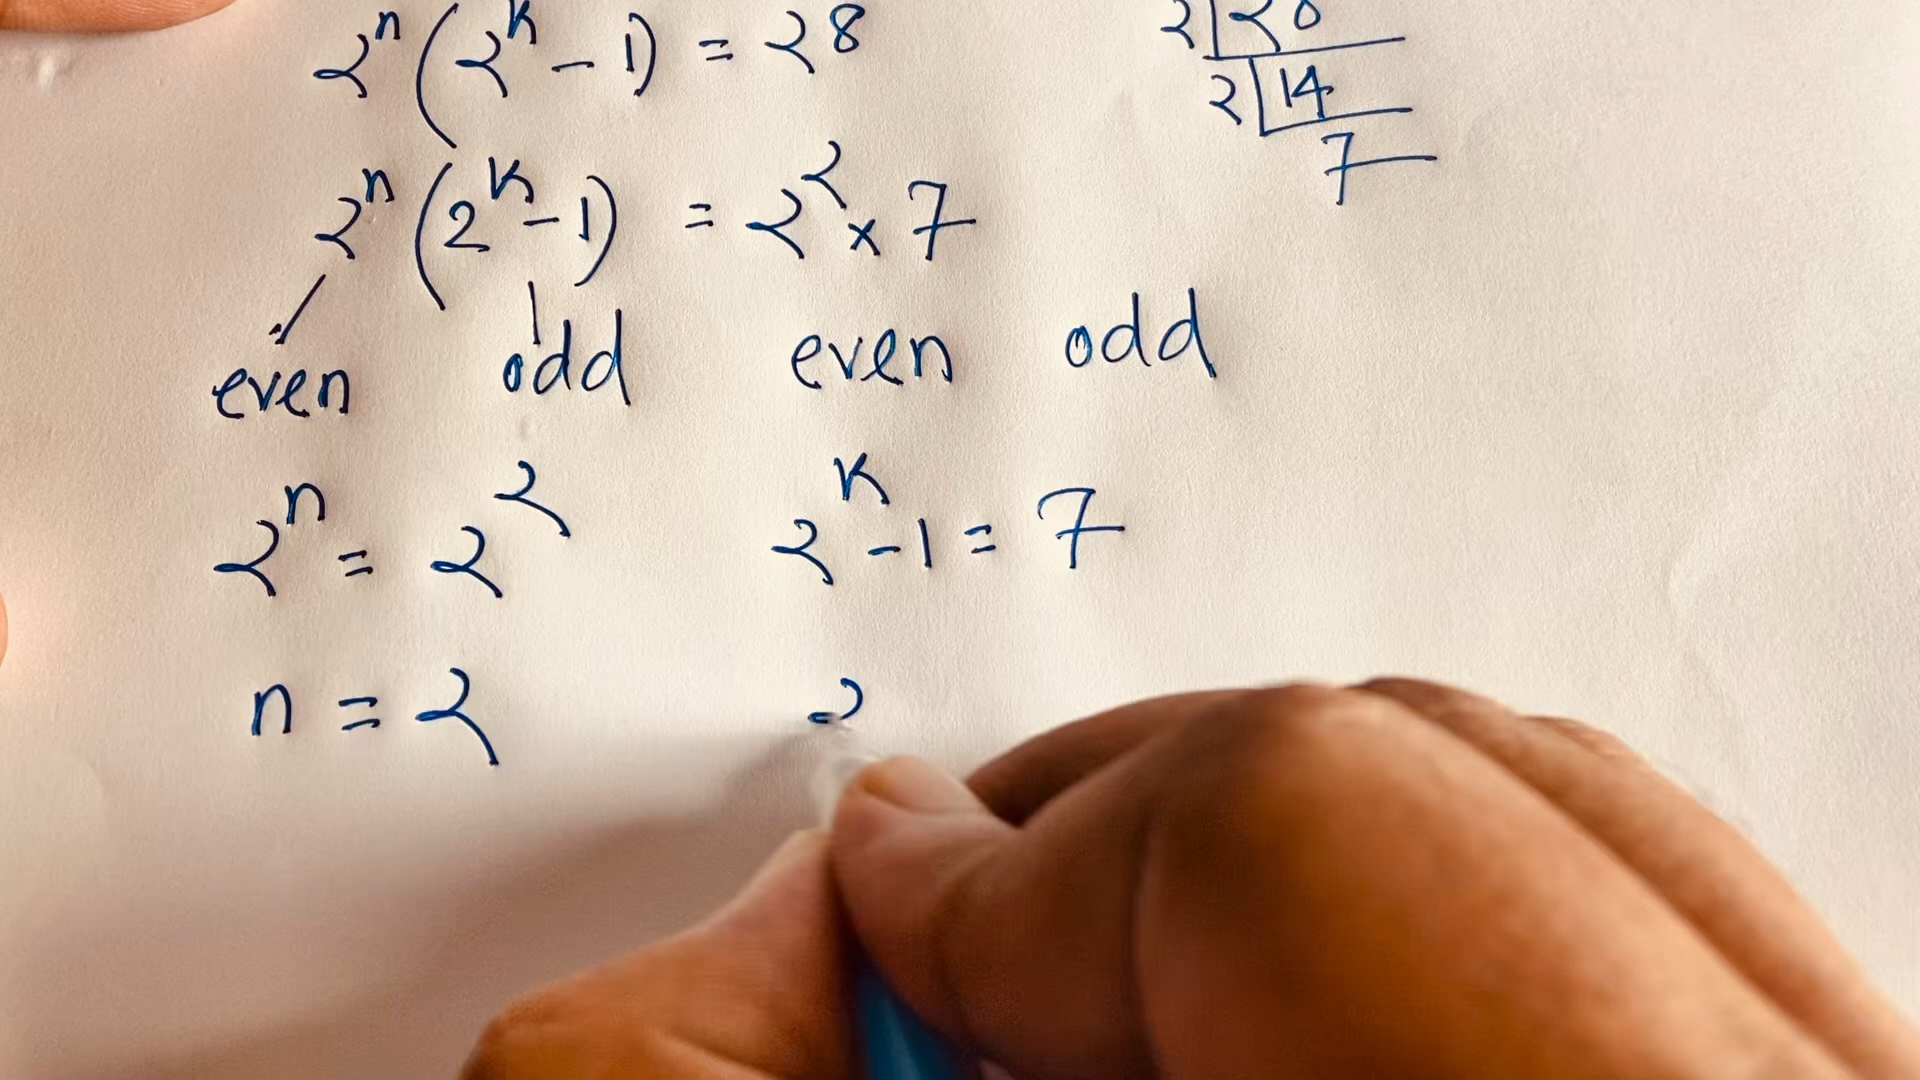 2ⁿ(2ᵏ - 1) = 28
2 | 28
2 | 14
7
2ⁿ(2ᵏ - 1) = 2² × 7
even odd even odd
2ⁿ = 2² 2ᵏ - 1 = 7
n = 2 2